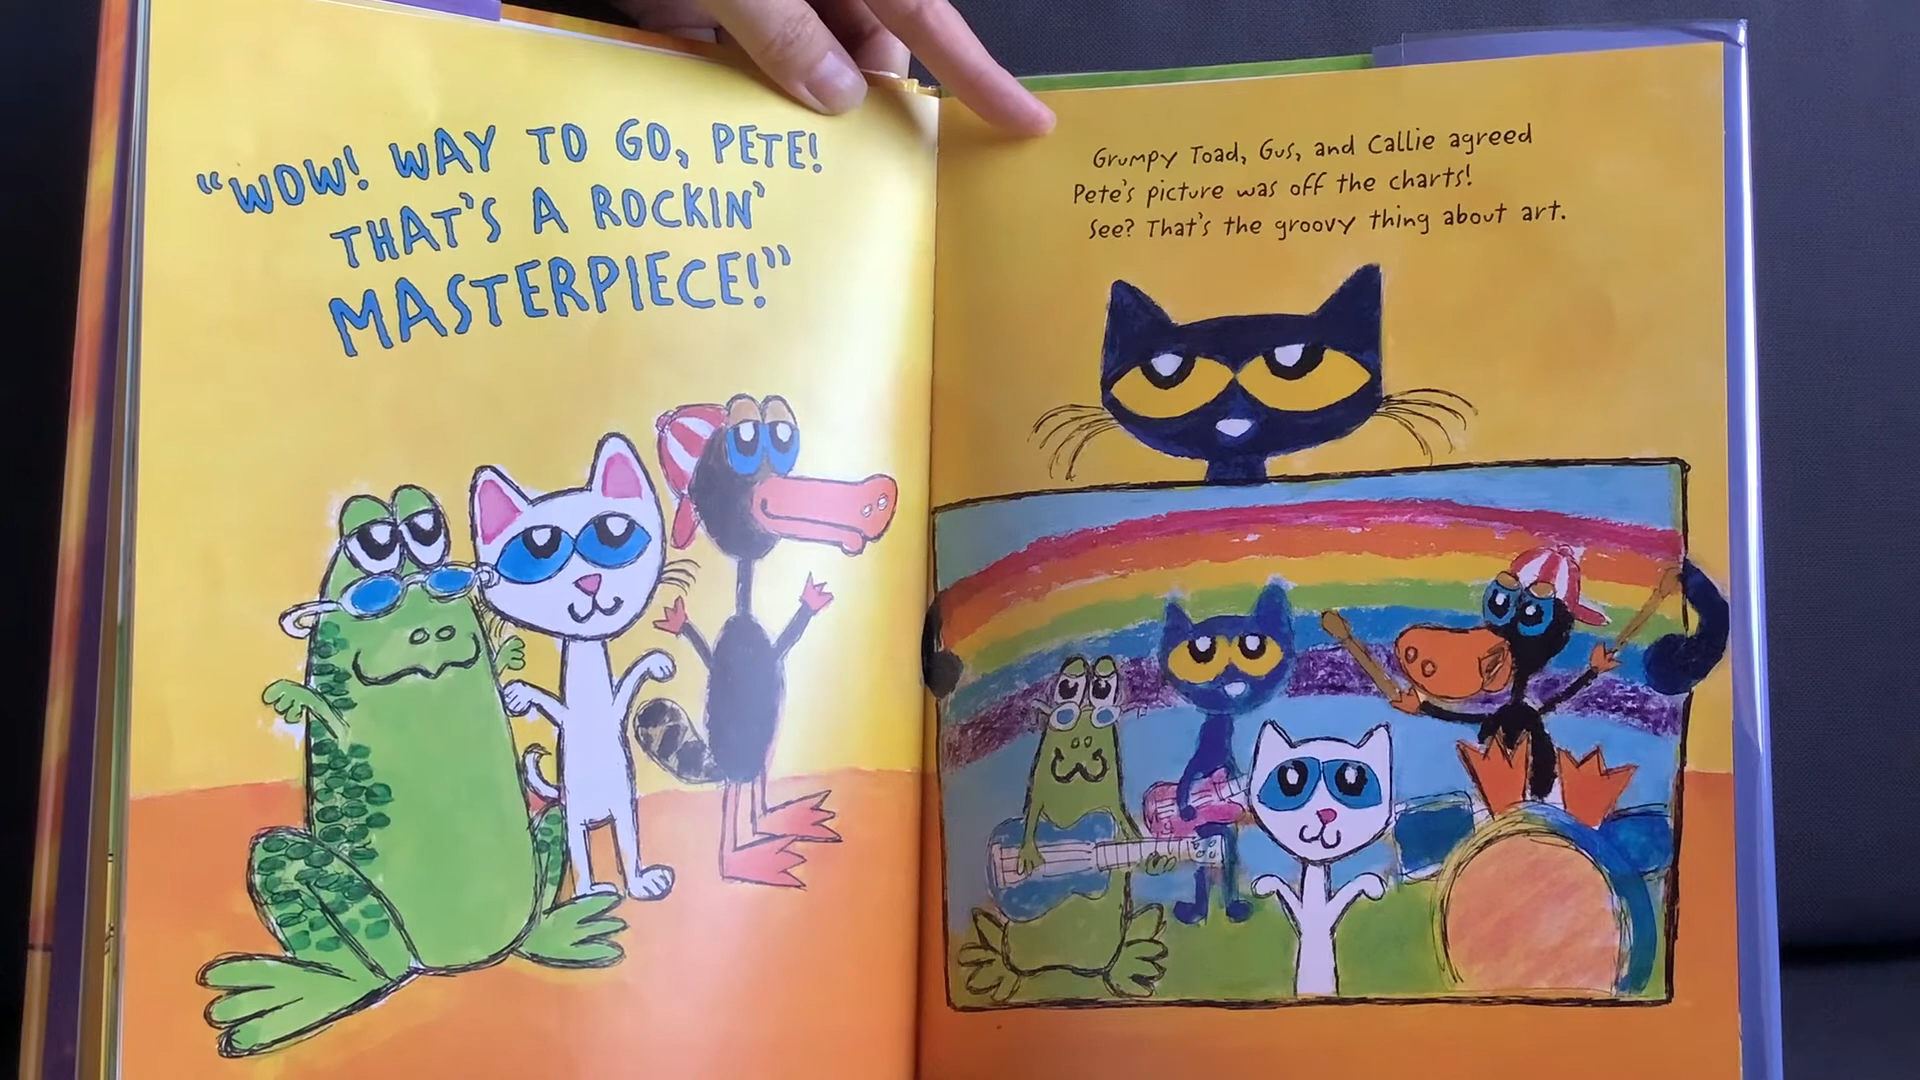 "WOW! WAY TO GO, PETE!
THAT'S A ROCKIN'
MASTERPIECE!"
Grumpy Toad, Gus, and Callie agreed
Pete's picture was off the charts!
See? That's the groovy thing about art.